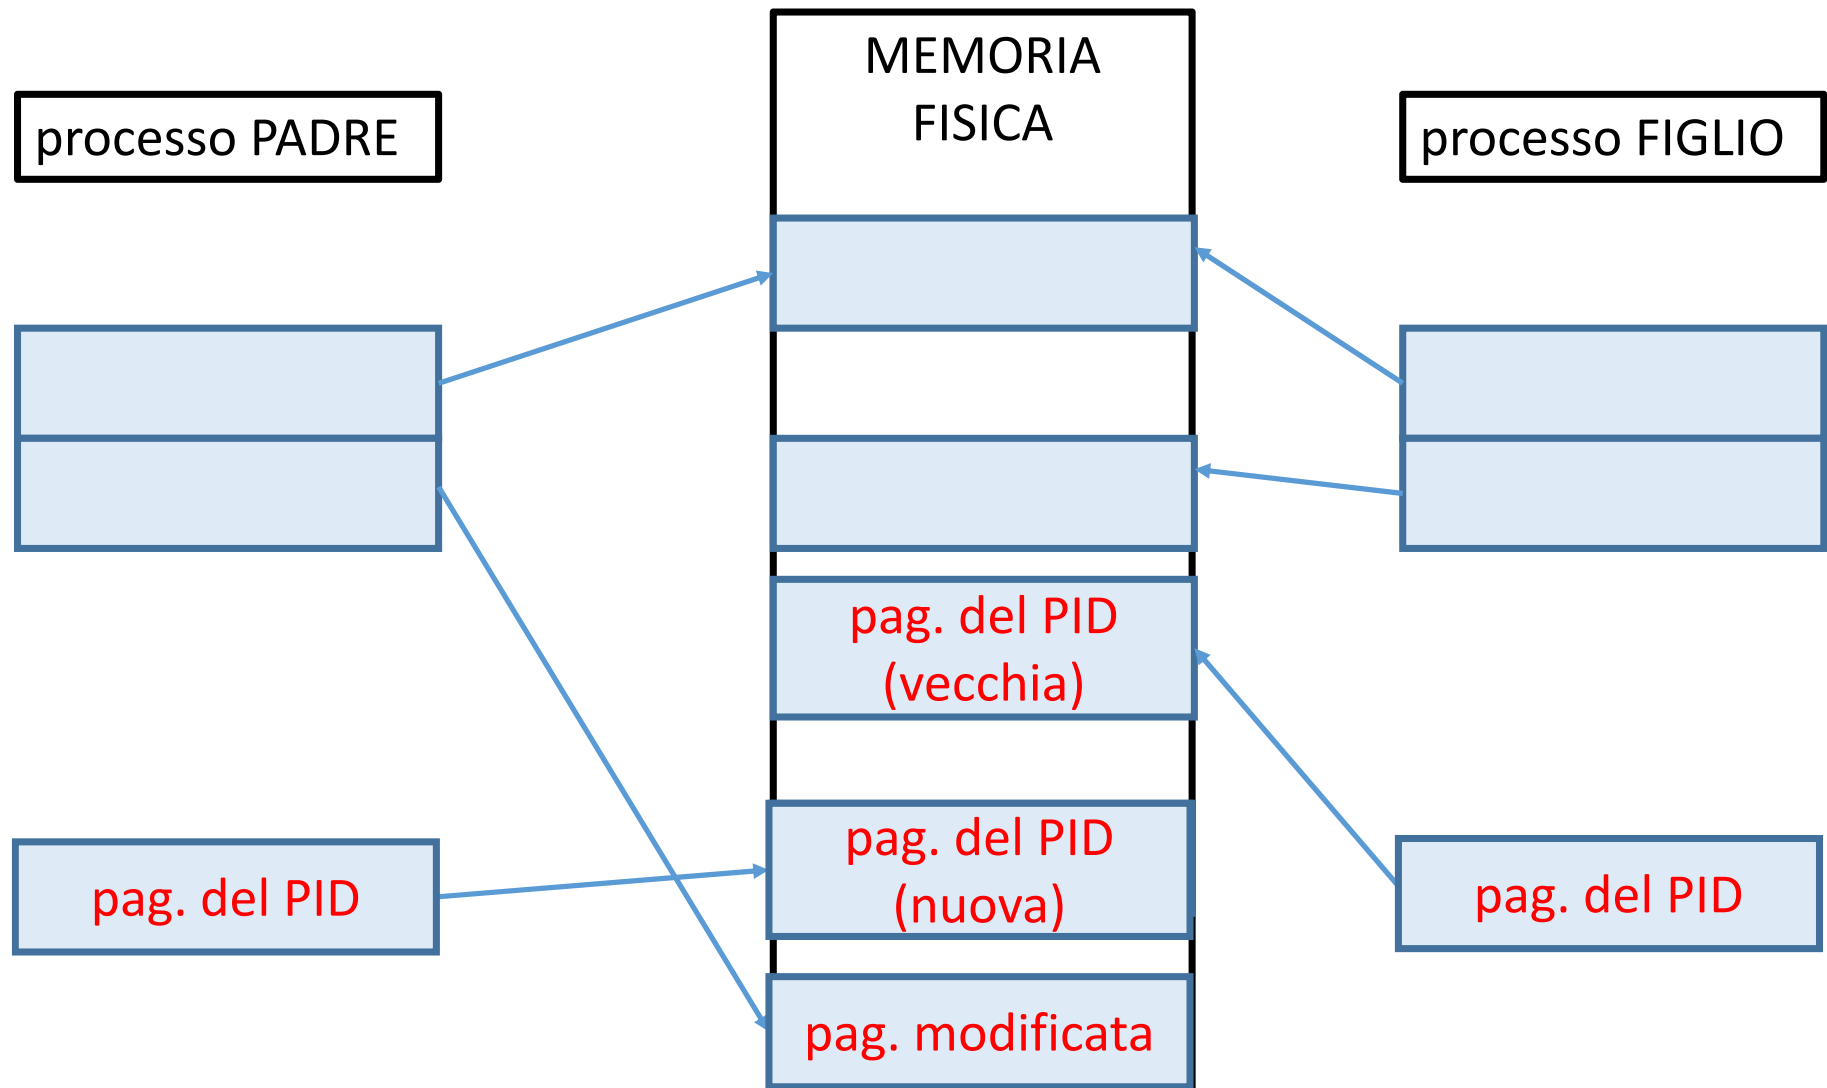 MEMORIA
FISICA
processo PADRE
processo FIGLIO
pag. del PID
(vecchia)
pag. del PID
(nuova)
pag. del PID
pag. del PID
pag. modificata